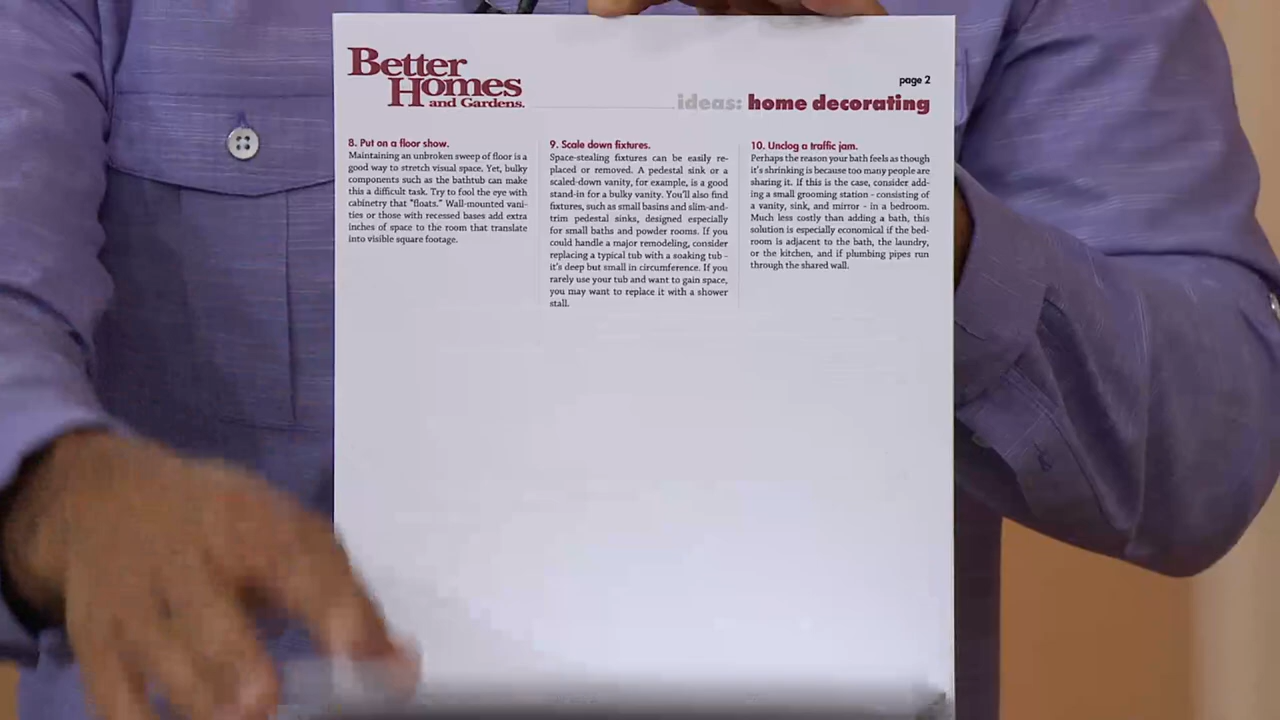 Better
Homes
and Gardens.
page 2
ideas: home decorating
8. Put on a floor show.
Maintaining an unbroken sweep of floor is a
good way to stretch visual space. Yet, bulky
components such as the bathtub can make
this a difficult task. Try to fool the eye with
cabinetry that "floats." Wall-mounted vani-
ties or those with recessed bases add extra
inches of space to the room that translate
into visible square footage.
9. Scale down fixtures.
Space-stealing fixtures can be easily re-
placed or removed. A pedestal sink or a
scaled-down vanity, for example, is a good
stand-in for a bulky vanity. You'll also find
fixtures, such as small basins and slim-and-
trim pedestal sinks, designed especially
for small baths and powder rooms. If you
could handle a major remodeling, consider
replacing a typical tub with a soaking tub -
it's deep but small in circumference. If you
rarely use your tub and want to gain space,
you may want to replace it with a shower
stall.
10. Unclog a traffic jam.
Perhaps the reason your bath feels as though
it's shrinking is because too many people are
sharing it. If this is the case, consider add-
ing a small grooming station - consisting of
a vanity, sink, and mirror - in a bedroom.
Much less costly than adding a bath, this
solution is especially economical if the bed-
room is adjacent to the bath, the laundry,
or the kitchen, and if plumbing pipes run
through the shared wall.